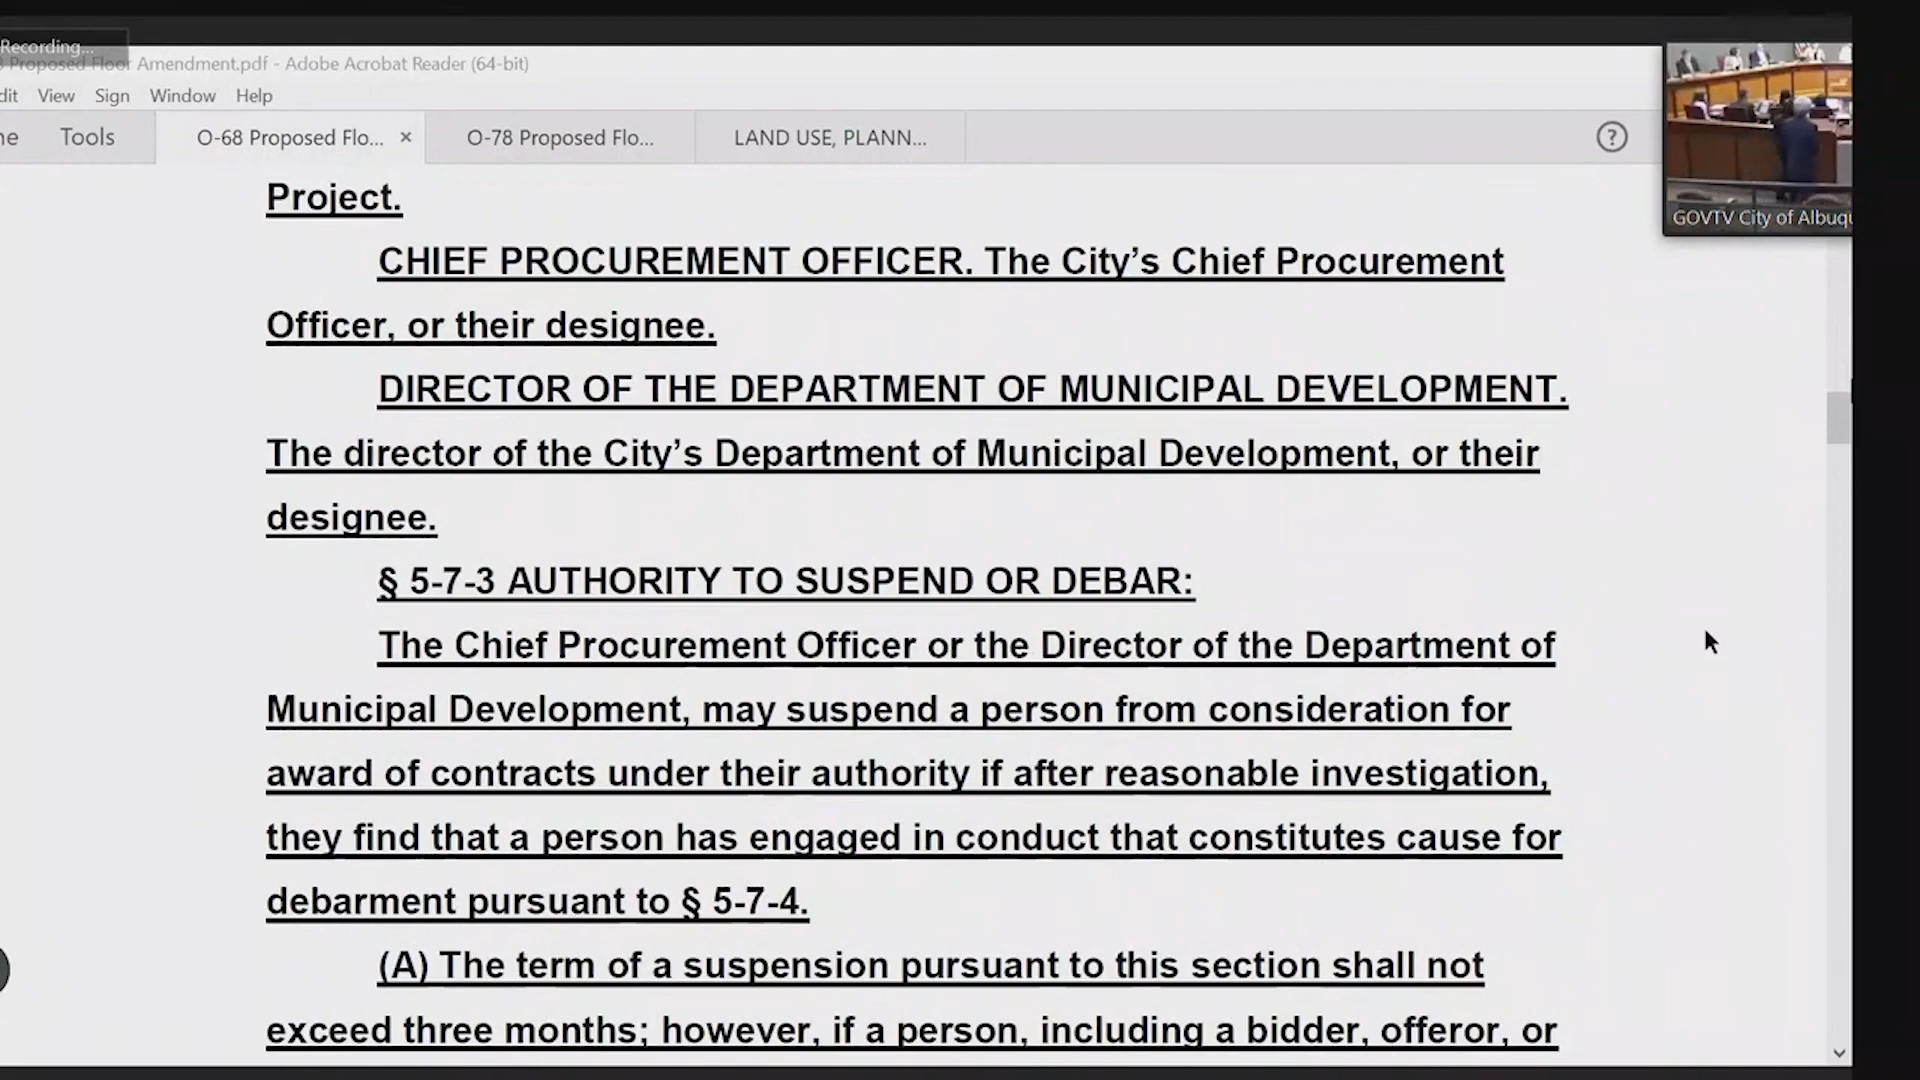 Recording...
Proposed Floor Amendment.pdf - Adobe Acrobat Reader (64-bit)
dit View Sign Window Help
ne Tools O-68 Proposed Flo... × O-78 Proposed Flo... LAND USE, PLANN... ?
GOVTV City of Albuqu
Project.
CHIEF PROCUREMENT OFFICER. The City’s Chief Procurement
Officer, or their designee.
DIRECTOR OF THE DEPARTMENT OF MUNICIPAL DEVELOPMENT.
The director of the City’s Department of Municipal Development, or their
designee.
§ 5-7-3 AUTHORITY TO SUSPEND OR DEBAR:
The Chief Procurement Officer or the Director of the Department of
Municipal Development, may suspend a person from consideration for
award of contracts under their authority if after reasonable investigation,
they find that a person has engaged in conduct that constitutes cause for
debarment pursuant to § 5-7-4.
(A) The term of a suspension pursuant to this section shall not
exceed three months; however, if a person, including a bidder, offeror, or